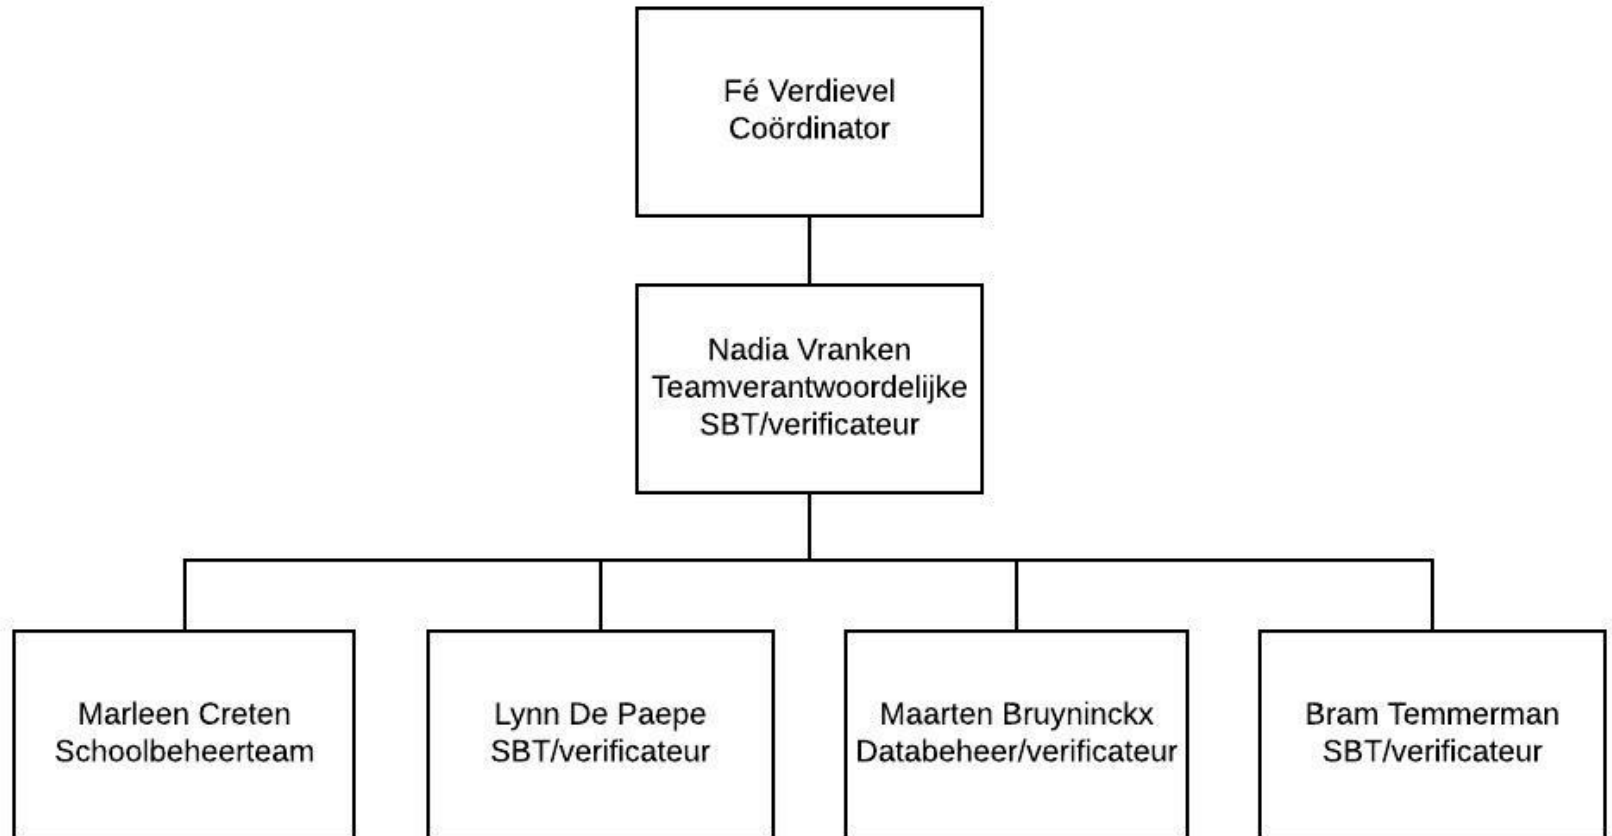 Fé Verdievel
Coördinator
Nadia Vranken
Teamverantwoordelijke
SBT/verificateur
Marleen Creten
Schoolbeheerteam
Lynn De Paepe
SBT/verificateur
Maarten Bruyninckx
Databeheer/verificateur
Bram Temmerman
SBT/verificateur